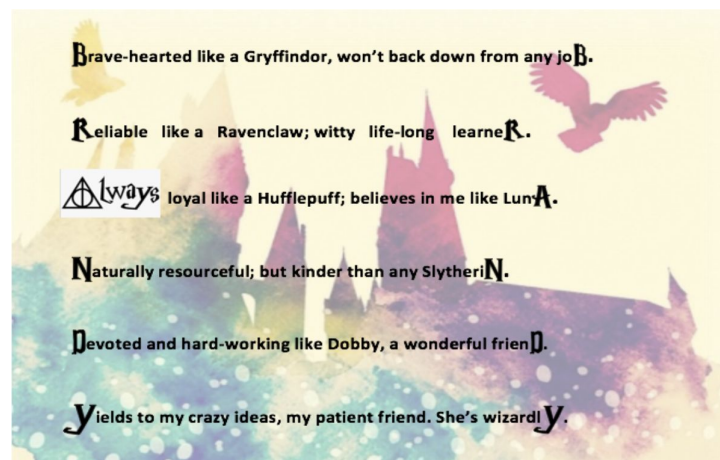 Brave-hearted like a Gryffindor, won't back down from any joB.
Reliable like a Ravenclaw; witty life-long learneR.
Always loyal like a Hufflepuff; believes in me like LunA.
Naturally resourceful; but kinder than any SlytheriN.
Devoted and hard-working like Dobby, a wonderful frienD.
Yields to my crazy ideas, my patient friend. She's wizardlY.